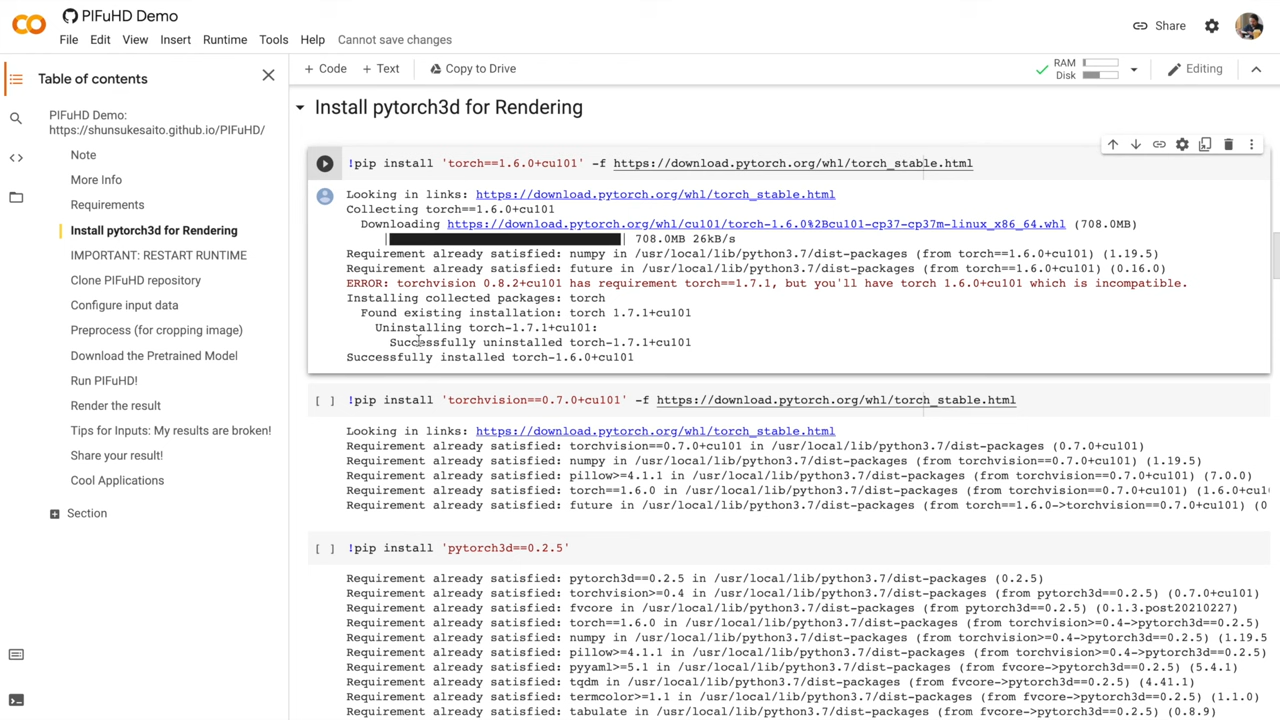 PIFuHD Demo
File Edit View Insert Runtime Tools Help Cannot save changes
Share
+ Code + Text Copy to Drive
RAM
Disk
Editing
Table of contents
PIFuHD Demo:
https://shunsukesaito.github.io/PIFuHD/
Note
More Info
Requirements
Install pytorch3d for Rendering
IMPORTANT: RESTART RUNTIME
Clone PIFuHD repository
Configure input data
Preprocess (for cropping image)
Download the Pretrained Model
Run PIFuHD!
Render the result
Tips for Inputs: My results are broken!
Share your result!
Cool Applications
Section
Install pytorch3d for Rendering
!pip install 'torch==1.6.0+cu101' -f https://download.pytorch.org/whl/torch_stable.html
Looking in links: https://download.pytorch.org/whl/torch_stable.html
Collecting torch==1.6.0+cu101
Downloading https://download.pytorch.org/whl/cu101/torch-1.6.0%2Bcu101-cp37-cp37m-linux_x86_64.whl (708.0MB)
| | 708.0MB 26kB/s
Requirement already satisfied: numpy in /usr/local/lib/python3.7/dist-packages (from torch==1.6.0+cu101) (1.19.5)
Requirement already satisfied: future in /usr/local/lib/python3.7/dist-packages (from torch==1.6.0+cu101) (0.16.0)
ERROR: torchvision 0.8.2+cu101 has requirement torch==1.7.1, but you'll have torch 1.6.0+cu101 which is incompatible.
Installing collected packages: torch
Found existing installation: torch 1.7.1+cu101
Uninstalling torch-1.7.1+cu101:
Successfully uninstalled torch-1.7.1+cu101
Successfully installed torch-1.6.0+cu101
[ ] !pip install 'torchvision==0.7.0+cu101' -f https://download.pytorch.org/whl/torch_stable.html
Looking in links: https://download.pytorch.org/whl/torch_stable.html
Requirement already satisfied: torchvision==0.7.0+cu101 in /usr/local/lib/python3.7/dist-packages (0.7.0+cu101)
Requirement already satisfied: numpy in /usr/local/lib/python3.7/dist-packages (from torchvision==0.7.0+cu101) (1.19.5)
Requirement already satisfied: pillow>=4.1.1 in /usr/local/lib/python3.7/dist-packages (from torchvision==0.7.0+cu101) (7.0.0)
Requirement already satisfied: torch==1.6.0 in /usr/local/lib/python3.7/dist-packages (from torchvision==0.7.0+cu101) (1.6.0+cu1
Requirement already satisfied: future in /usr/local/lib/python3.7/dist-packages (from torch==1.6.0->torchvision==0.7.0+cu101) (0
[ ] !pip install 'pytorch3d==0.2.5'
Requirement already satisfied: pytorch3d==0.2.5 in /usr/local/lib/python3.7/dist-packages (0.2.5)
Requirement already satisfied: torchvision>=0.4 in /usr/local/lib/python3.7/dist-packages (from pytorch3d==0.2.5) (0.7.0+cu101)
Requirement already satisfied: fvcore in /usr/local/lib/python3.7/dist-packages (from pytorch3d==0.2.5) (0.1.3.post20210227)
Requirement already satisfied: torch==1.6.0 in /usr/local/lib/python3.7/dist-packages (from torchvision>=0.4->pytorch3d==0.2.5)
Requirement already satisfied: numpy in /usr/local/lib/python3.7/dist-packages (from torchvision>=0.4->pytorch3d==0.2.5) (1.19.5
Requirement already satisfied: pillow>=4.1.1 in /usr/local/lib/python3.7/dist-packages (from torchvision>=0.4->pytorch3d==0.2.5)
Requirement already satisfied: pyyaml>=5.1 in /usr/local/lib/python3.7/dist-packages (from fvcore->pytorch3d==0.2.5) (5.4.1)
Requirement already satisfied: tqdm in /usr/local/lib/python3.7/dist-packages (from fvcore->pytorch3d==0.2.5) (4.41.1)
Requirement already satisfied: termcolor>=1.1 in /usr/local/lib/python3.7/dist-packages (from fvcore->pytorch3d==0.2.5) (1.1.0)
Requirement already satisfied: tabulate in /usr/local/lib/python3.7/dist-packages (from fvcore->pytorch3d==0.2.5) (0.8.9)